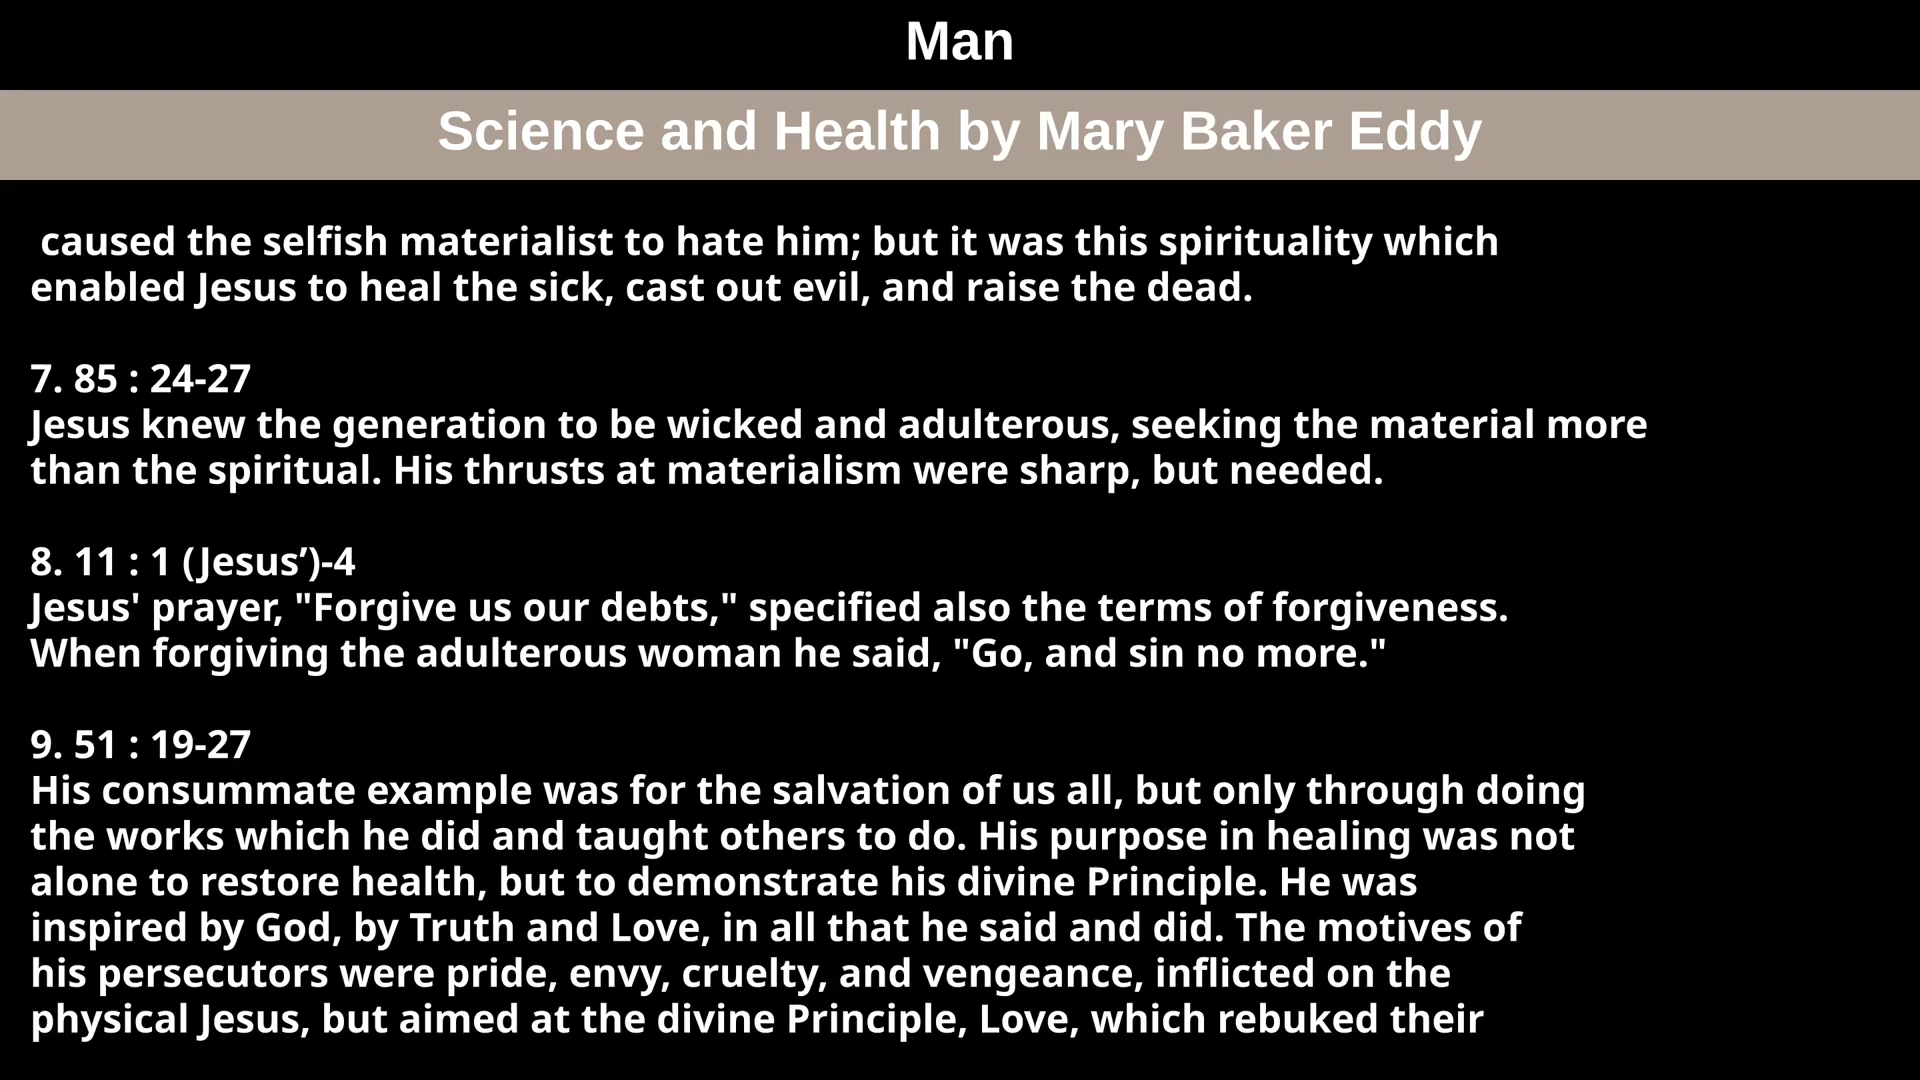 Man
Science and Health by Mary Baker Eddy
caused the selfish materialist to hate him; but it was this spirituality which
enabled Jesus to heal the sick, cast out evil, and raise the dead.
7. 85 : 24-27
Jesus knew the generation to be wicked and adulterous, seeking the material more
than the spiritual. His thrusts at materialism were sharp, but needed.
8. 11 : 1 (Jesus’)-4
Jesus' prayer, "Forgive us our debts," specified also the terms of forgiveness.
When forgiving the adulterous woman he said, "Go, and sin no more."
9. 51 : 19-27
His consummate example was for the salvation of us all, but only through doing
the works which he did and taught others to do. His purpose in healing was not
alone to restore health, but to demonstrate his divine Principle. He was
inspired by God, by Truth and Love, in all that he said and did. The motives of
his persecutors were pride, envy, cruelty, and vengeance, inflicted on the
physical Jesus, but aimed at the divine Principle, Love, which rebuked their